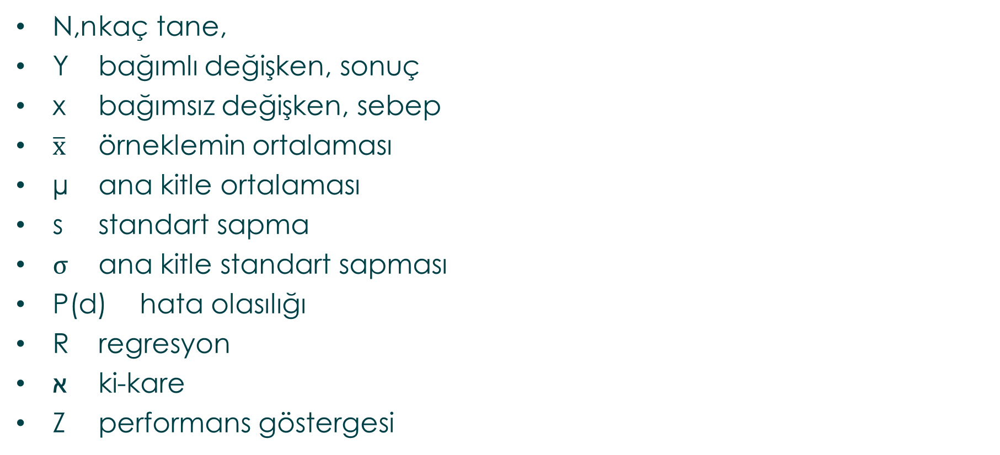 • N,nkaç tane,
• Y bağımlı değişken, sonuç
• x bağımsız değişken, sebep
• x̅ örneklemin ortalaması
• µ ana kitle ortalaması
• s standart sapma
• σ ana kitle standart sapması
• P(d) hata olasılığı
• R regresyon
• א ki-kare
• Z performans göstergesi